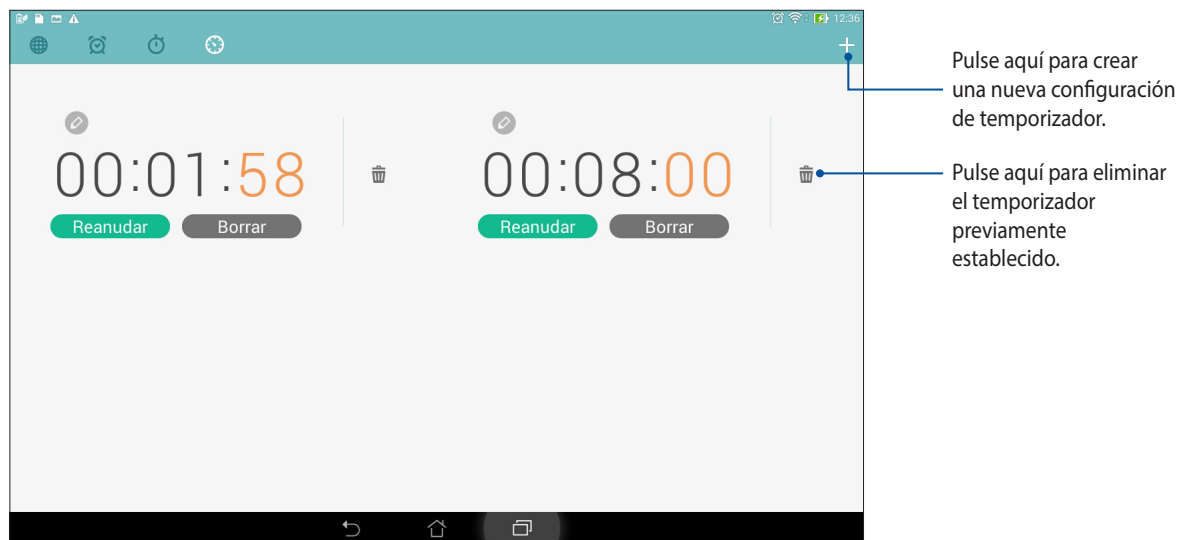 12:36
Pulse aquí para crear
una nueva configuración
de temporizador.
00:01:58
00:08:00
Pulse aquí para eliminar
el temporizador
previamente
establecido.
Reanudar Borrar
Reanudar Borrar